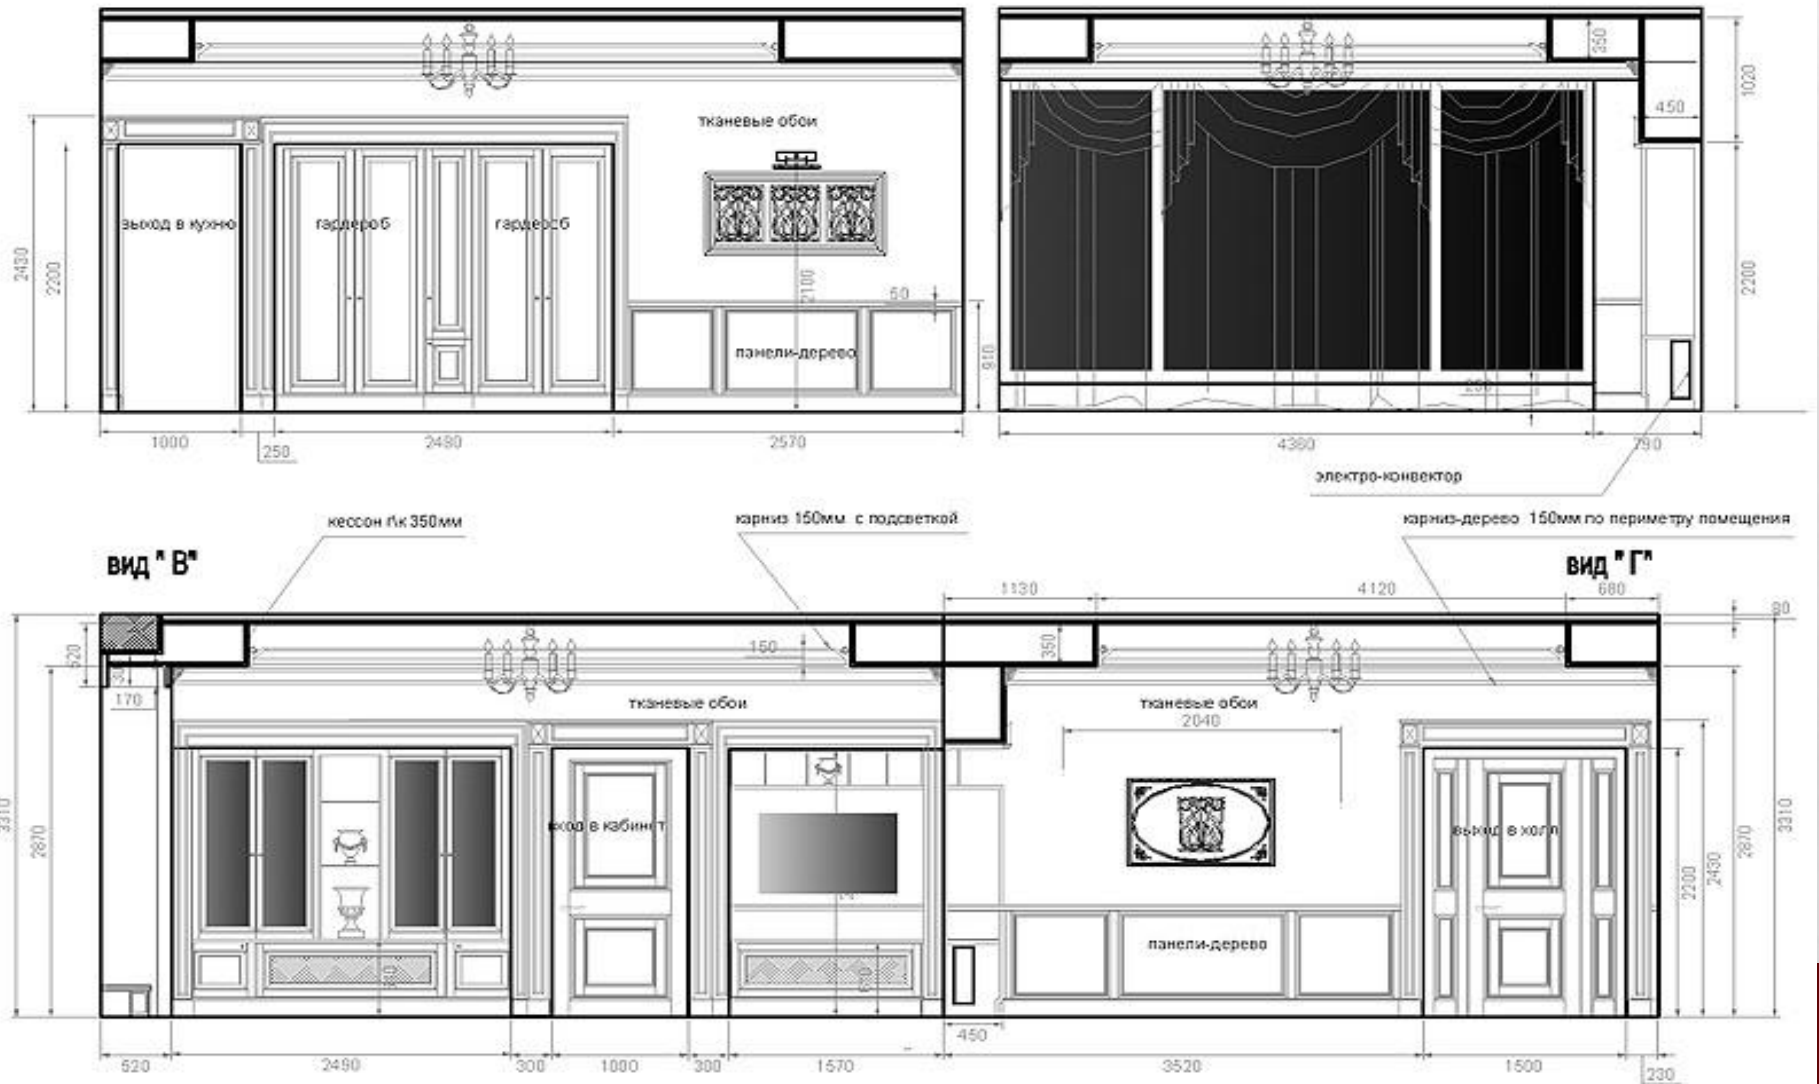 350
1020
450
тканевые обои
выход в кухню
гардероб
гардероб
2430
2200
2100
50
2200
панели-дерево
910
1000
250
2480
2570
4380
790
электро-конвектор
кессон г\к 350мм
карниз 150мм с подсветкой
карниз-дерево 150мм по периметру помещения
вид "В"
вид "Г"
1130
4120
680
80
520
150
350
170
тканевые обои
тканевые обои
2040
3310
2870
вход в кабинет
выход в холл
2200
2430
2870
3310
панели-дерево
450
520
2490
300
1000
300
1570
3520
1500
230